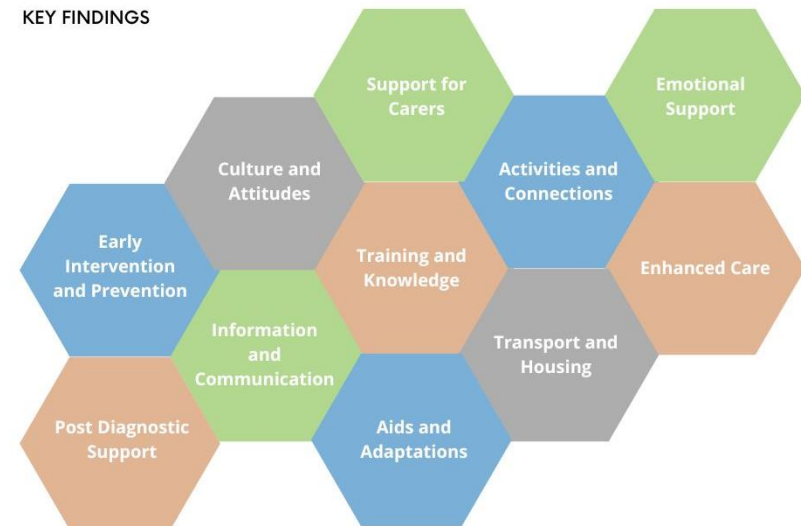 KEY FINDINGS
Support for
Carers
Emotional
Support
Culture and
Attitudes
Activities and
Connections
Early
Intervention
and Prevention
Training and
Knowledge
Enhanced Care
Information
and
Communication
Transport and
Housing
Post Diagnostic
Support
Aids and
Adaptations